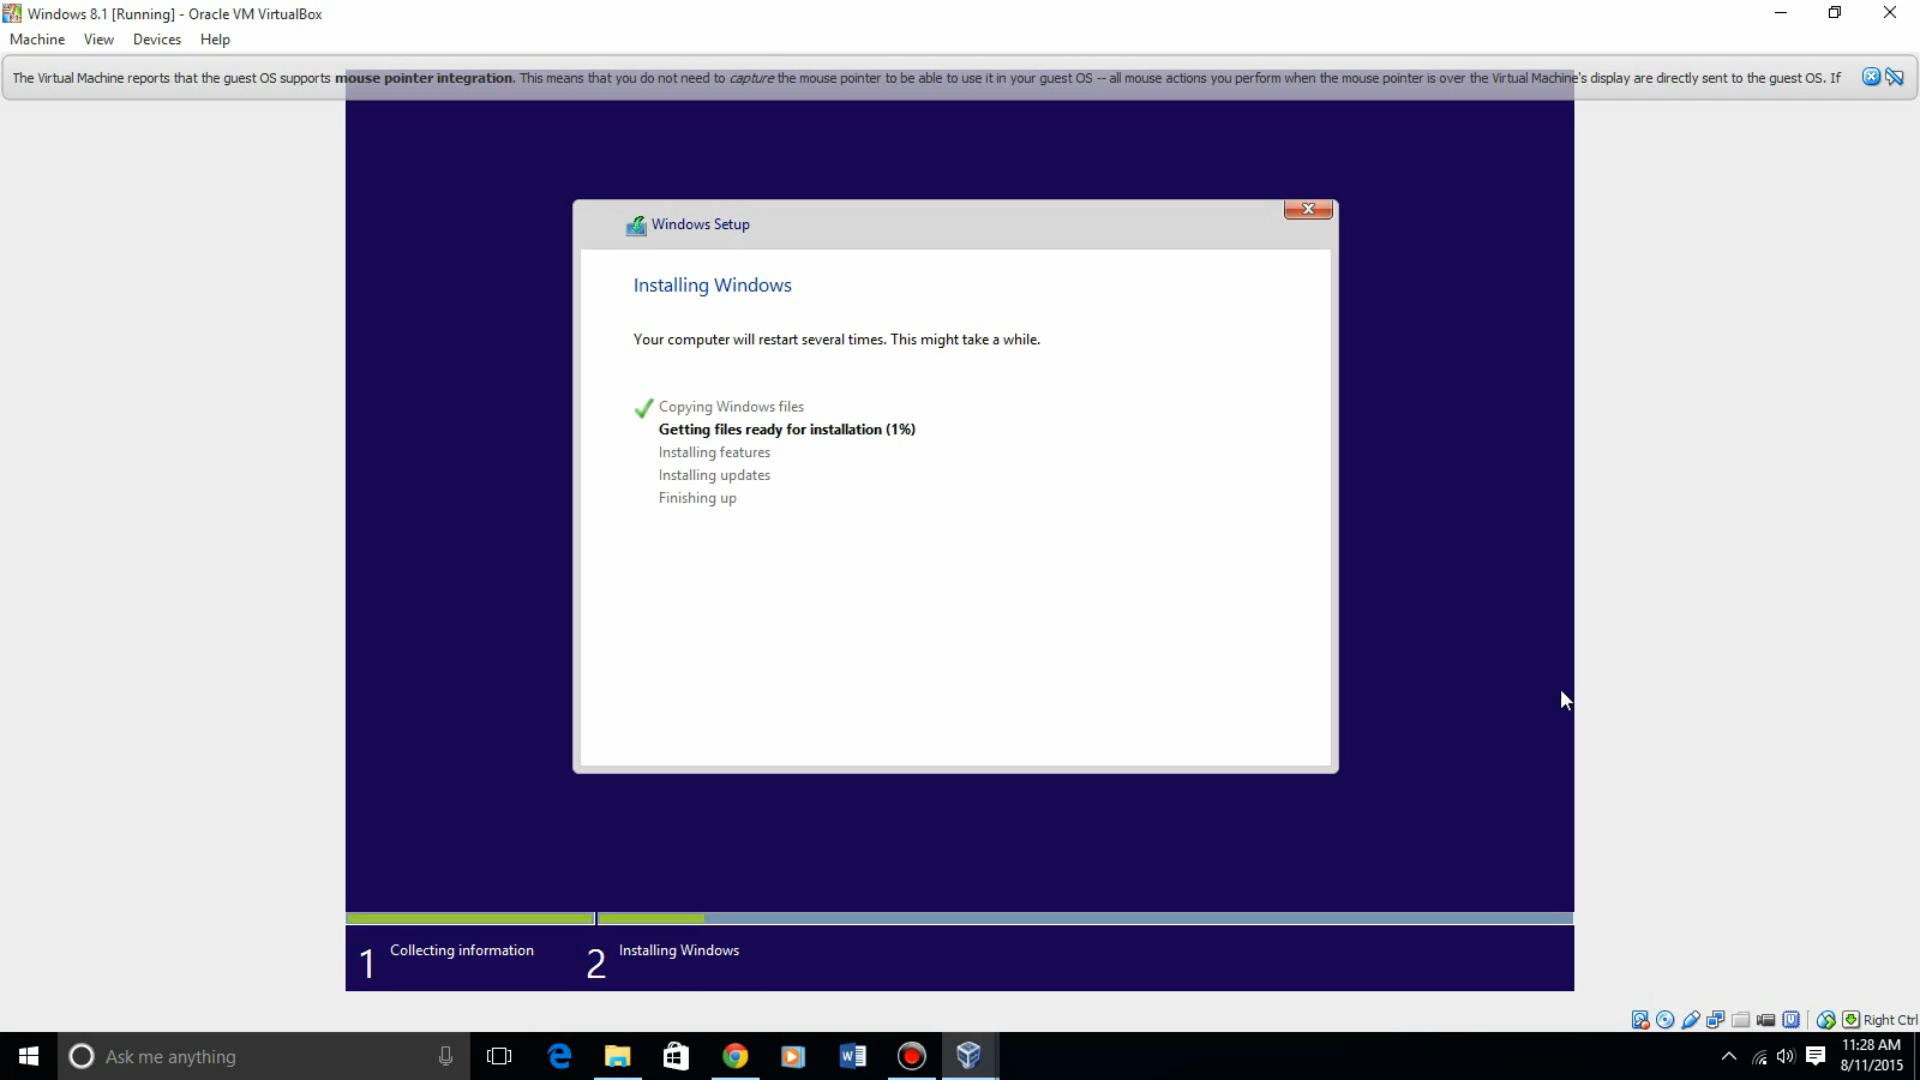 Windows 8.1 [Running] - Oracle VM VirtualBox
Machine View Devices Help
The Virtual Machine reports that the guest OS supports mouse pointer integration. This means that you do not need to capture the mouse pointer to be able to use it in your guest OS -- all mouse actions you perform when the mouse pointer is over the Virtual Machine's display are directly sent to the guest OS. If
Windows Setup
Installing Windows
Your computer will restart several times. This might take a while.
Copying Windows files
Getting files ready for installation (1%)
Installing features
Installing updates
Finishing up
1 Collecting information 2 Installing Windows
Right Ctrl
Ask me anything
11:28 AM
8/11/2015